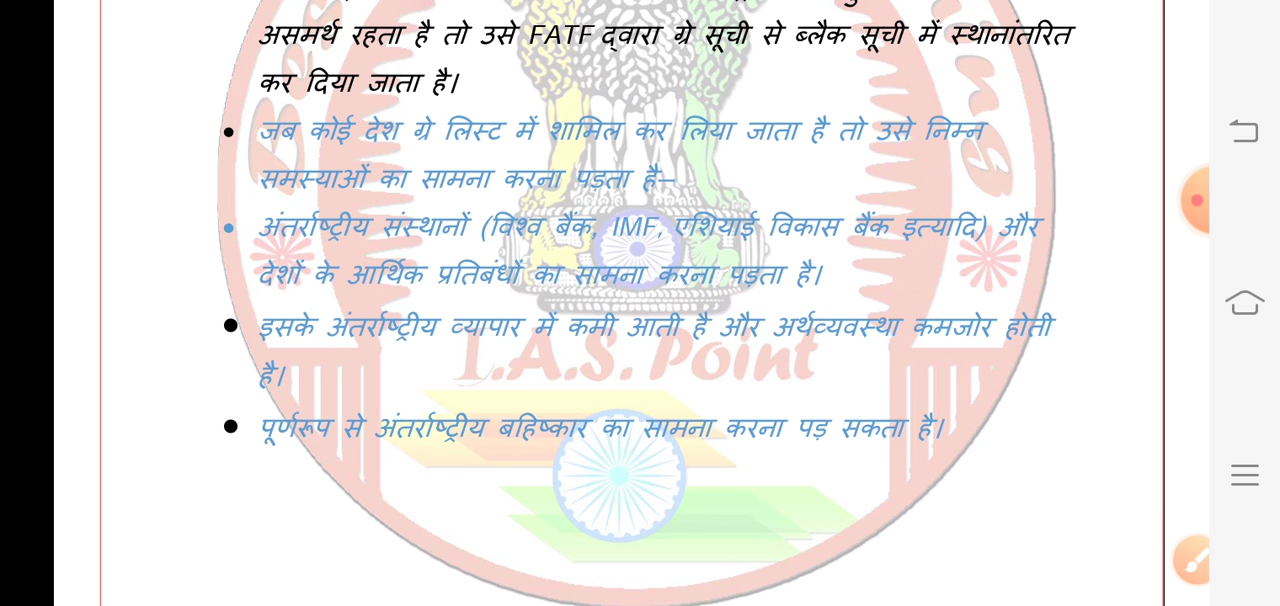 असमर्थ रहता है तो उसे FATF द्वारा ग्रे सूची से ब्लैक सूची में स्थानांतरित
कर दिया जाता है।
• जब कोई देश ग्रे लिस्ट में शामिल कर लिया जाता है तो उसे निम्न
समस्याओं का सामना करना पड़ता है–
• अंतर्राष्ट्रीय संस्थानों (विश्व बैंक, IMF, एशियाई विकास बैंक इत्यादि) और
देशों के आर्थिक प्रतिबंधों का सामना करना पड़ता है।
● इसके अंतर्राष्ट्रीय व्यापार में कमी आती है और अर्थव्यवस्था कमजोर होती
है।
I.A.S. Point
● पूर्णरूप से अंतर्राष्ट्रीय बहिष्कार का सामना करना पड़ सकता है।